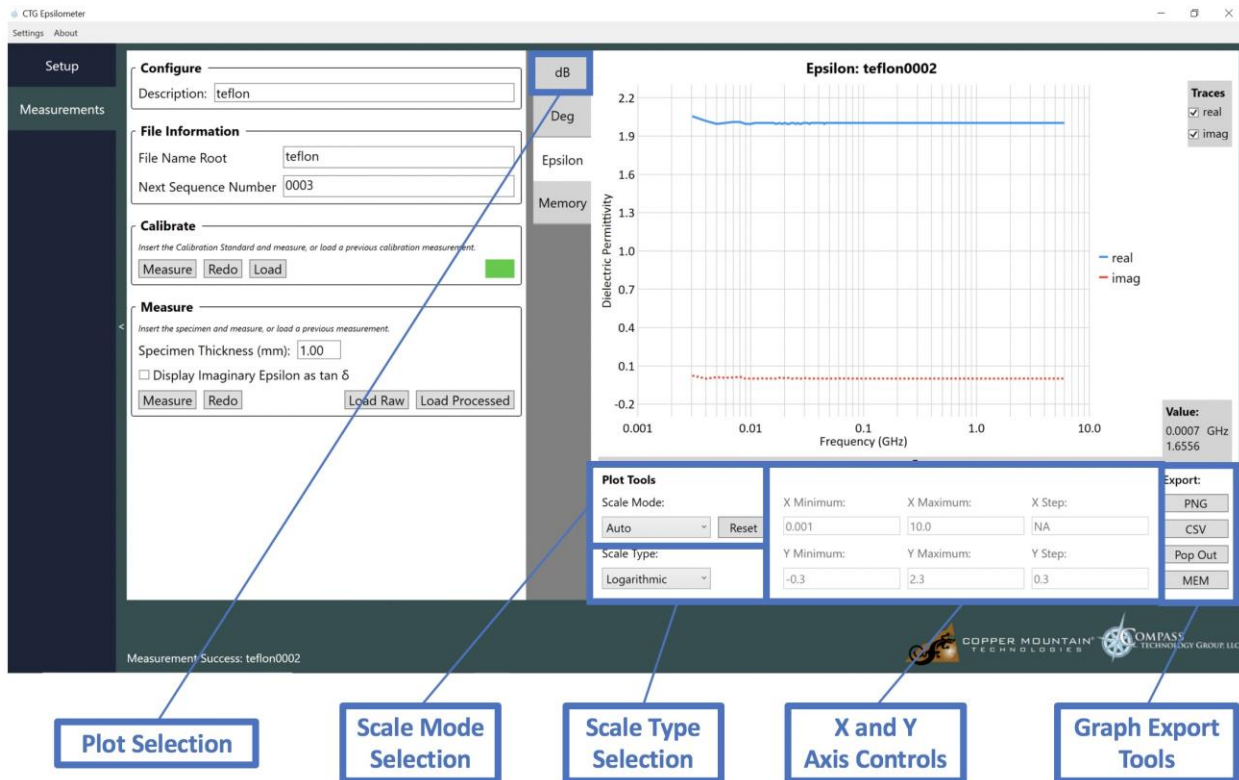 CTG Epsilometer
Settings About
Setup
Measurements
Configure
Description: teflon
File Information
File Name Root teflon
Next Sequence Number 0003
Calibrate
Insert the Calibration Standard and measure, or load a previous calibration measurement.
Measure Redo Load
Measure
Insert the specimen and measure, or load a previous measurement.
Specimen Thickness (mm): 1.00
Display Imaginary Epsilon as tan δ
Measure Redo Load Raw Load Processed
<
dB
Deg
Epsilon
Memory
Epsilon: teflon0002
Dielectric Permittivity
2.2
1.9
1.6
1.3
1.0
0.7
0.4
0.1
-0.2
0.001 0.01 0.1 1.0 10.0
Frequency (GHz)
real
imag
Traces
real
imag
Value:
0.0007 GHz
1.6556
Plot Tools
Scale Mode:
Auto Reset
Scale Type:
Logarithmic
X Minimum: X Maximum: X Step:
0.001 10.0 NA
Y Minimum: Y Maximum: Y Step:
-0.3 2.3 0.3
Export:
PNG
CSV
Pop Out
MEM
Measurement Success: teflon0002
COPPER MOUNTAIN
TECHNOLOGIES
COMPASS
TECHNOLOGY GROUP, LLC
Plot Selection
Scale Mode
Selection
Scale Type
Selection
X and Y
Axis Controls
Graph Export
Tools